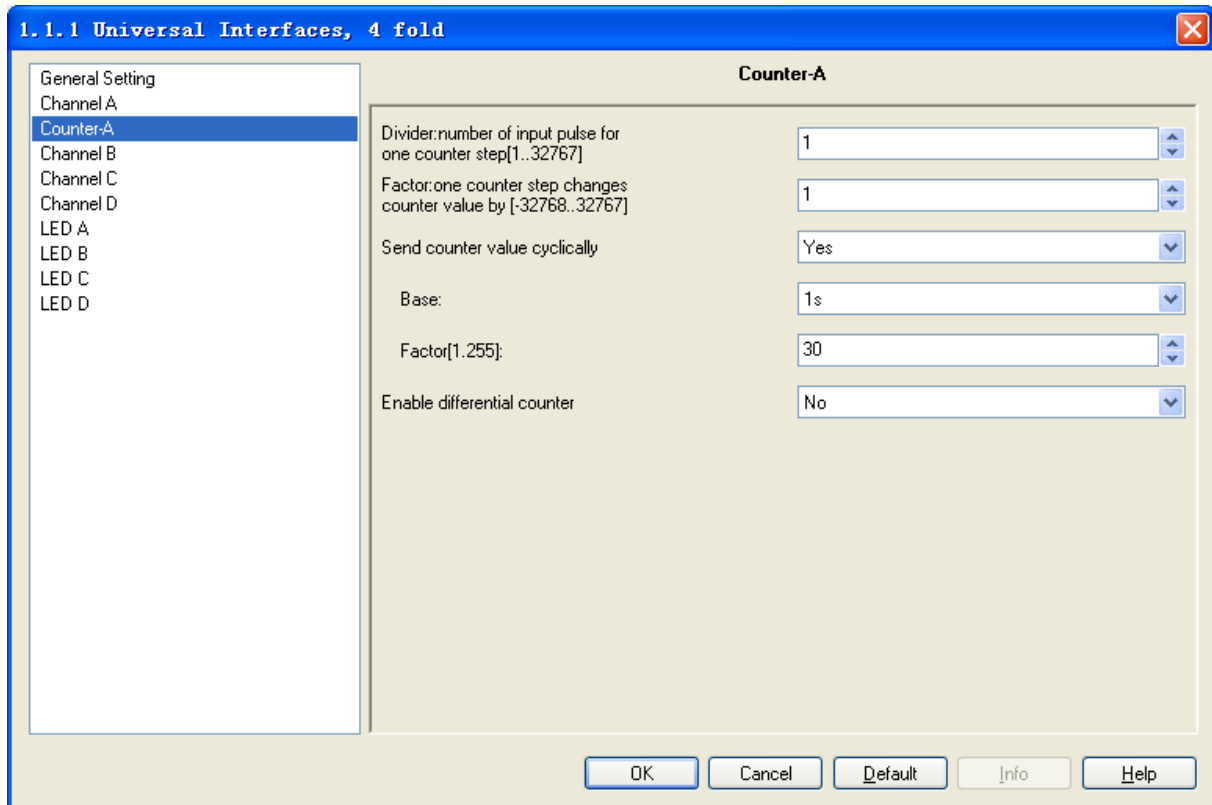 1.1.1 Universal Interfaces, 4 fold
General Setting
Channel A
Counter-A
Channel B
Channel C
Channel D
LED A
LED B
LED C
LED D
Counter-A
Divider:number of input pulse for
one counter step[1..32767]
1
Factor:one counter step changes
counter value by [-32768..32767]
1
Send counter value cyclically
Yes
Base:
1s
Factor[1.255]:
30
Enable differential counter
No
OK
Cancel
Default
Info
Help